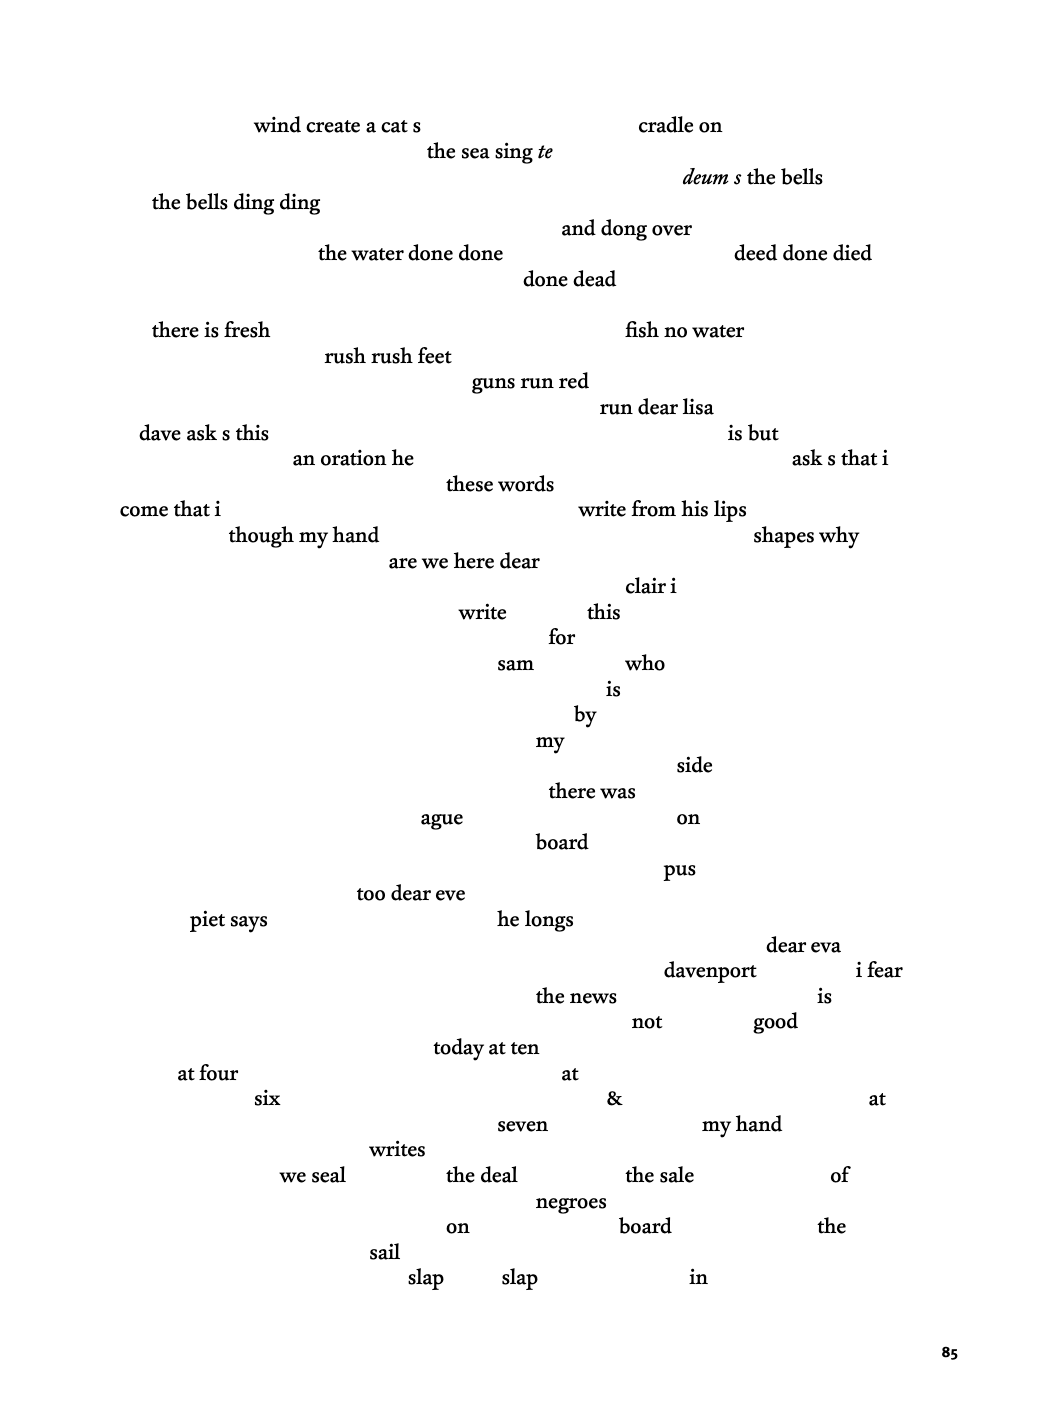 wind create a cat s cradle on
the sea sing te
deum s the bells
the bells ding ding
and dong over
the water done done deed done died
done dead
there is fresh fish no water
rush rush feet
guns run red
run dear lisa
dave ask s this is but
an oration he ask s that i
these words
come that i write from his lips
though my hand shapes why
are we here dear
clair i
write this
for
sam who
is
by
my
side
there was
ague on
board
pus
too dear eve
piet says he longs
dear eva
davenport i fear
the news is
not good
today at ten
at four at
six & at
seven my hand
writes
we seal the deal the sale of
negroes
on board the
sail
slap slap in
85